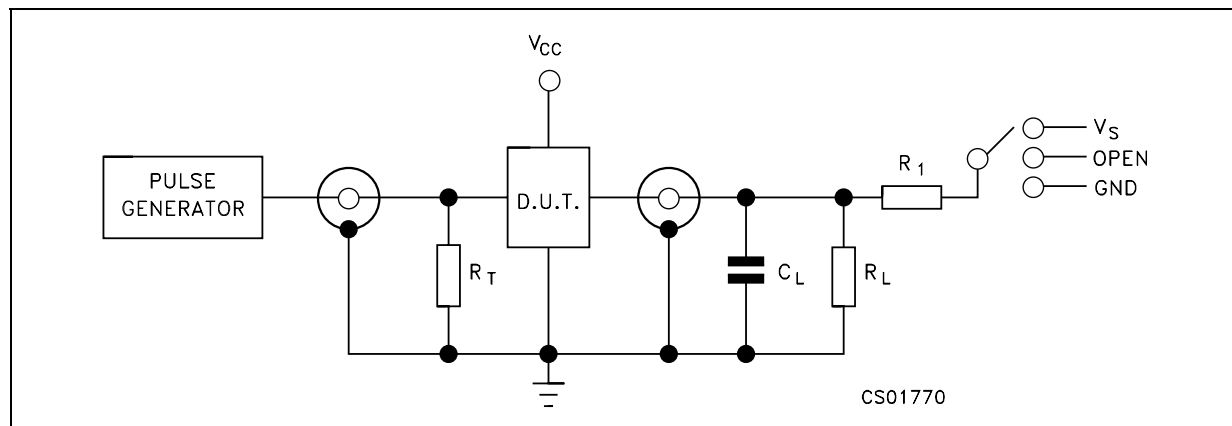 VCC
PULSE
GENERATOR
D.U.T.
RT
CL
RL
R1
VS
OPEN
GND
CS01770